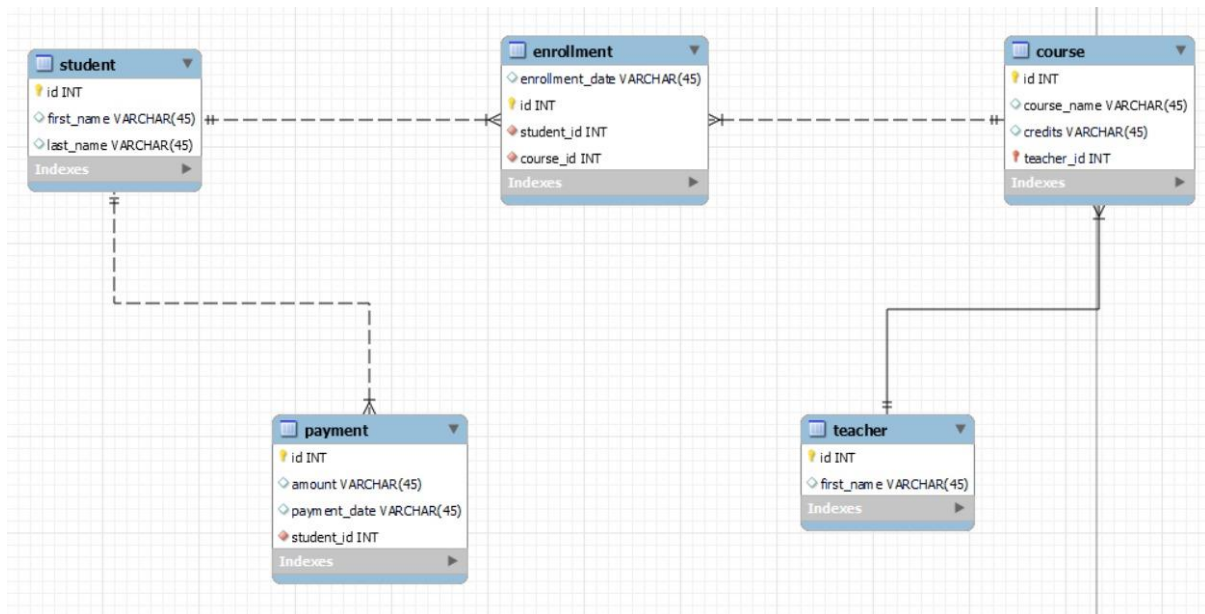 student
id INT
first_name VARCHAR(45)
last_name VARCHAR(45)
Indexes
enrollment
enrollment_date VARCHAR(45)
id INT
student_id INT
course_id INT
Indexes
course
id INT
course_name VARCHAR(45)
credits VARCHAR(45)
teacher_id INT
Indexes
payment
id INT
amount VARCHAR(45)
payment_date VARCHAR(45)
student_id INT
Indexes
teacher
id INT
first_name VARCHAR(45)
Indexes